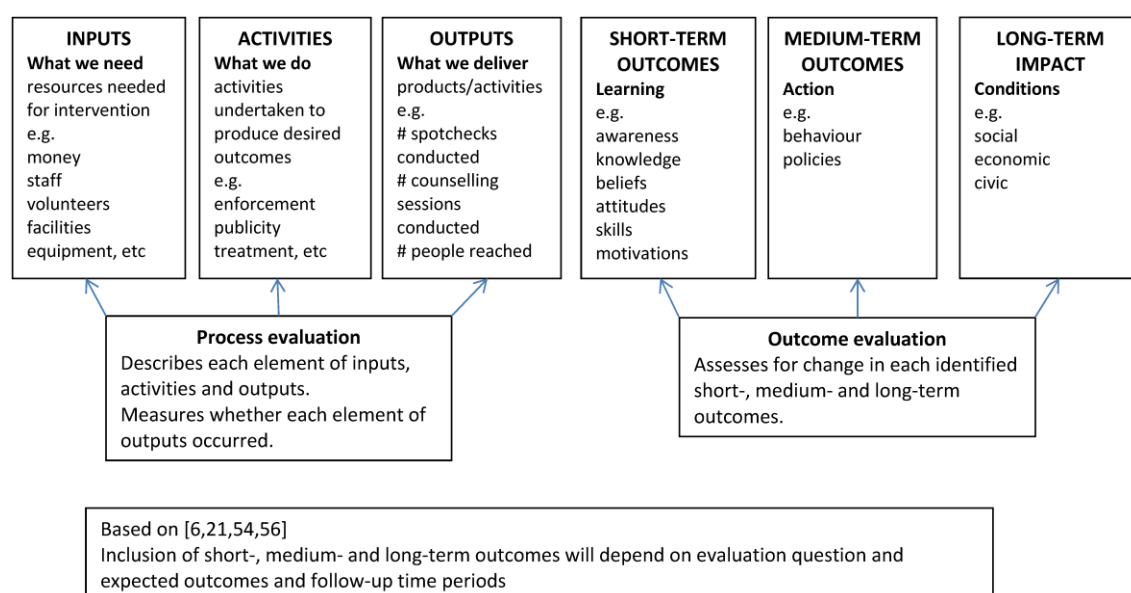 INPUTS
What we need
resources needed
for intervention
e.g.
money
staff
volunteers
facilities
equipment, etc
ACTIVITIES
What we do
activities
undertaken to
produce desired
outcomes
e.g.
enforcement
publicity
treatment, etc
OUTPUTS
What we deliver
products/activities
e.g.
# spotchecks
conducted
# counselling
sessions
conducted
# people reached
SHORT-TERM
OUTCOMES
Learning
e.g.
awareness
knowledge
beliefs
attitudes
skills
motivations
MEDIUM-TERM
OUTCOMES
Action
e.g.
behaviour
policies
LONG-TERM
IMPACT
Conditions
e.g.
social
economic
civic
Process evaluation
Describes each element of inputs,
activities and outputs.
Measures whether each element of
outputs occurred.
Outcome evaluation
Assesses for change in each identified
short-, medium- and long-term
outcomes.
Based on [6,21,54,56]
Inclusion of short-, medium- and long-term outcomes will depend on evaluation question and
expected outcomes and follow-up time periods